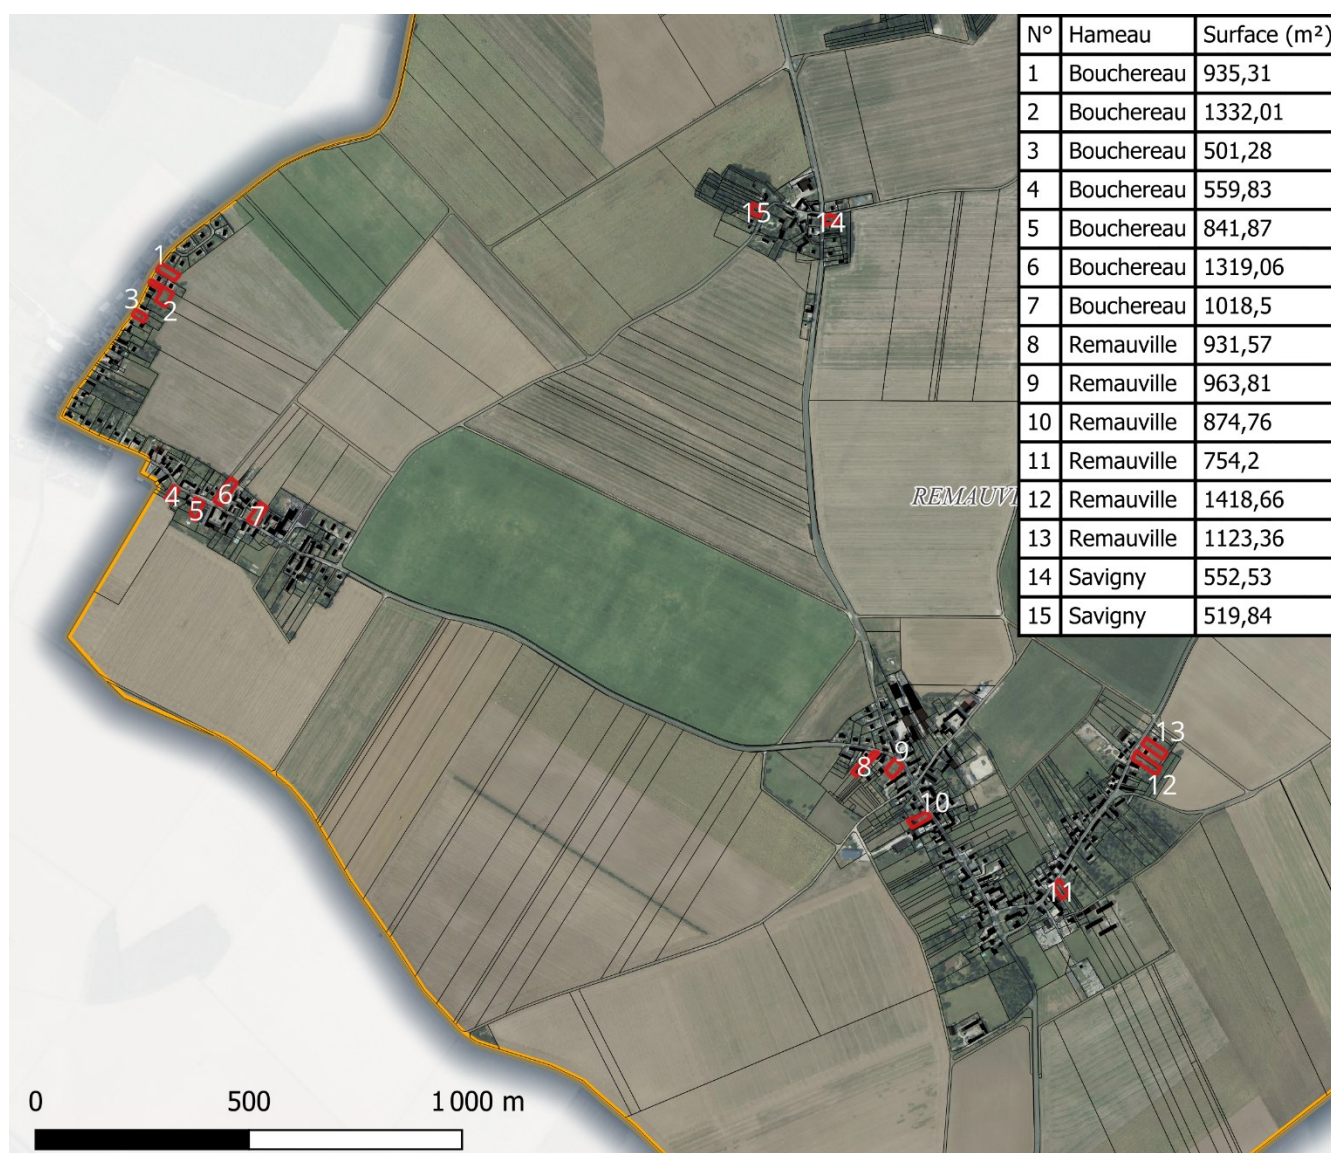 N° Hameau Surface (m²)
1 Bouchereau 935,31
2 Bouchereau 1332,01
3 Bouchereau 501,28
4 Bouchereau 559,83
5 Bouchereau 841,87
6 Bouchereau 1319,06
7 Bouchereau 1018,5
8 Remauville 931,57
9 Remauville 963,81
10 Remauville 874,76
11 Remauville 754,2
12 Remauville 1418,66
13 Remauville 1123,36
14 Savigny 552,53
15 Savigny 519,84
15
14
1
3
2
6
4
5
7
REMAUVI
13
9
8
12
10
11
0 500 1 000 m